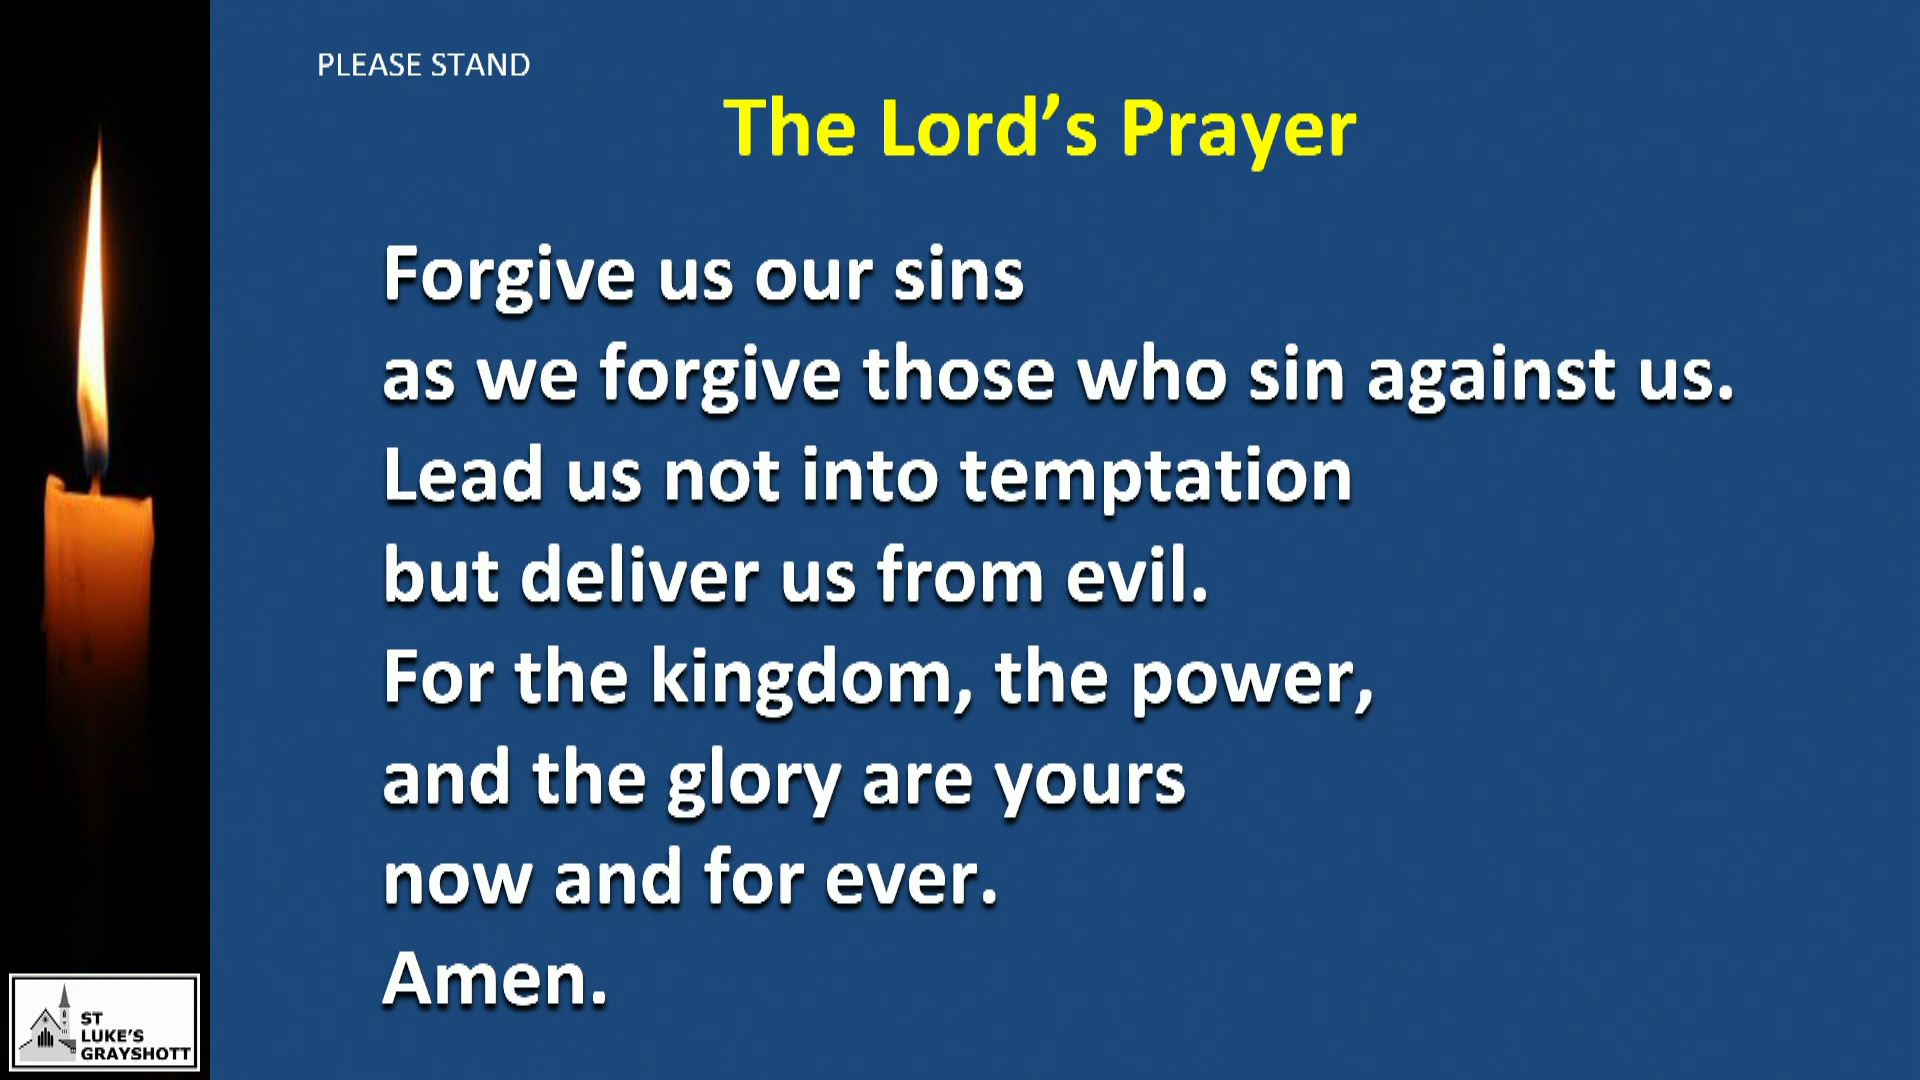 PLEASE STAND
The Lord’s Prayer
Forgive us our sins
as we forgive those who sin against us.
Lead us not into temptation
but deliver us from evil.
For the kingdom, the power,
and the glory are yours
now and for ever.
Amen.
ST
LUKE'S
GRAYSHOTT